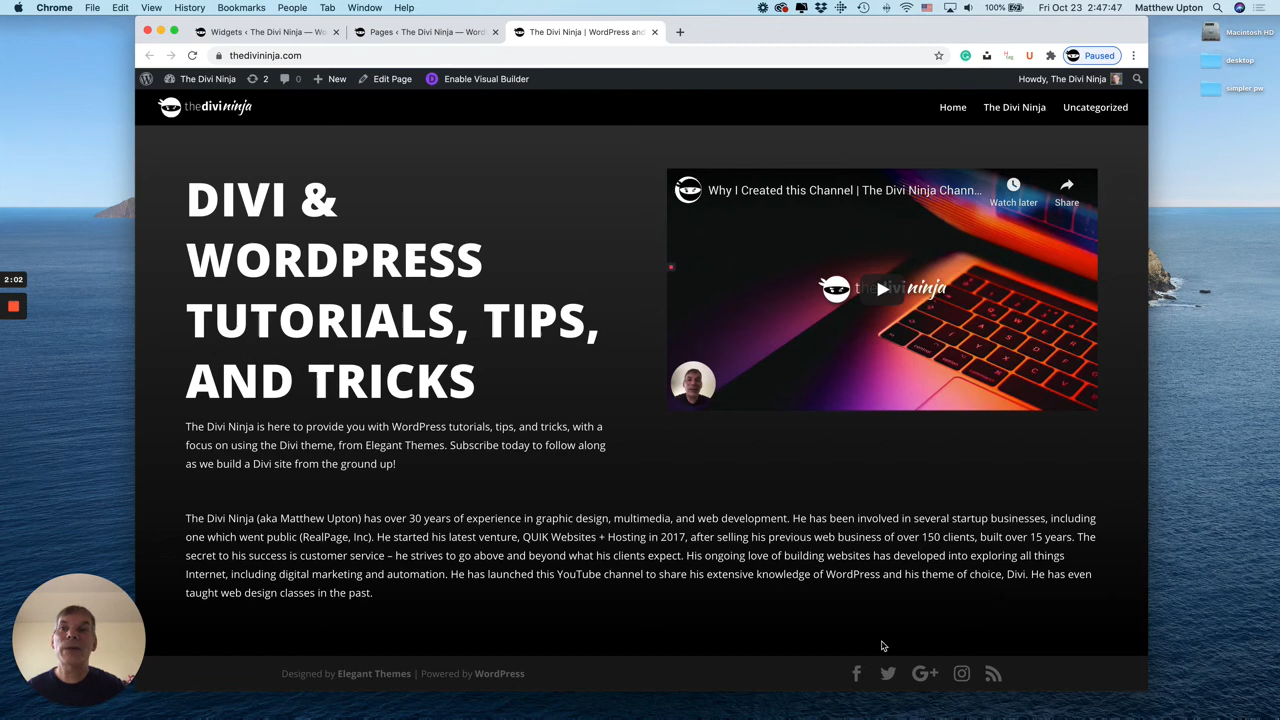 Chrome File Edit View History Bookmarks People Tab Window Help
100% Fri Oct 23 2:47:47 Matthew Upton
Macintosh HD
desktop
simpler pw
Widgets ‹ The Divi Ninja — Wo
Pages ‹ The Divi Ninja — Word
The Divi Ninja | WordPress and
thedivininja.com
Paused
The Divi Ninja 2 0 New Edit Page Enable Visual Builder
Howdy, The Divi Ninja
thedivininja
Home The Divi Ninja Uncategorized
DIVI &
WORDPRESS
TUTORIALS, TIPS,
AND TRICKS
The Divi Ninja is here to provide you with WordPress tutorials, tips, and tricks, with a
focus on using the Divi theme, from Elegant Themes. Subscribe today to follow along
as we build a Divi site from the ground up!
Why I Created this Channel | The Divi Ninja Chann...
Watch later
Share
thedivininja
2:02
The Divi Ninja (aka Matthew Upton) has over 30 years of experience in graphic design, multimedia, and web development. He has been involved in several startup businesses, including
one which went public (RealPage, Inc). He started his latest venture, QUIK Websites + Hosting in 2017, after selling his previous web business of over 150 clients, built over 15 years. The
secret to his success is customer service – he strives to go above and beyond what his clients expect. His ongoing love of building websites has developed into exploring all things
Internet, including digital marketing and automation. He has launched this YouTube channel to share his extensive knowledge of WordPress and his theme of choice, Divi. He has even
taught web design classes in the past.
Designed by Elegant Themes | Powered by WordPress